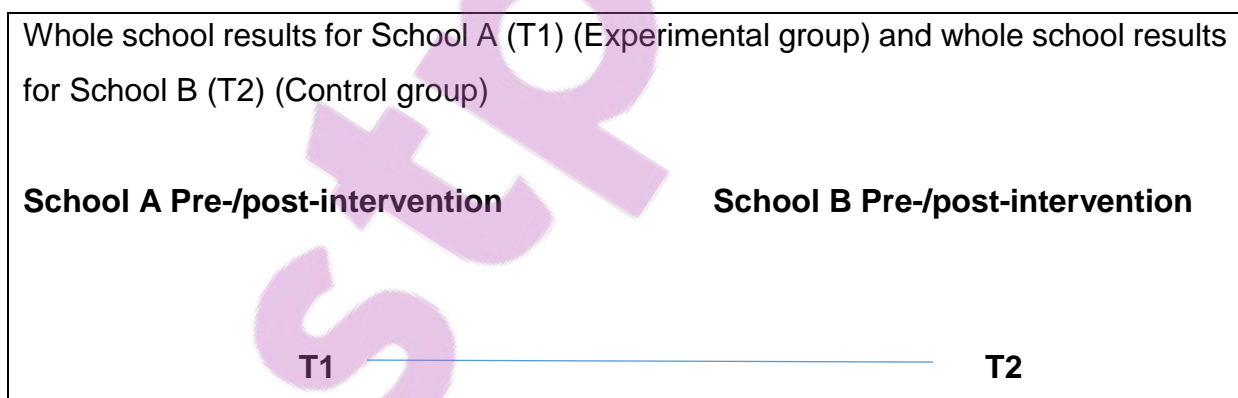 Whole school results for School A (T1) (Experimental group) and whole school results
for School B (T2) (Control group)
School A Pre-/post-intervention School B Pre-/post-intervention
T1 T2